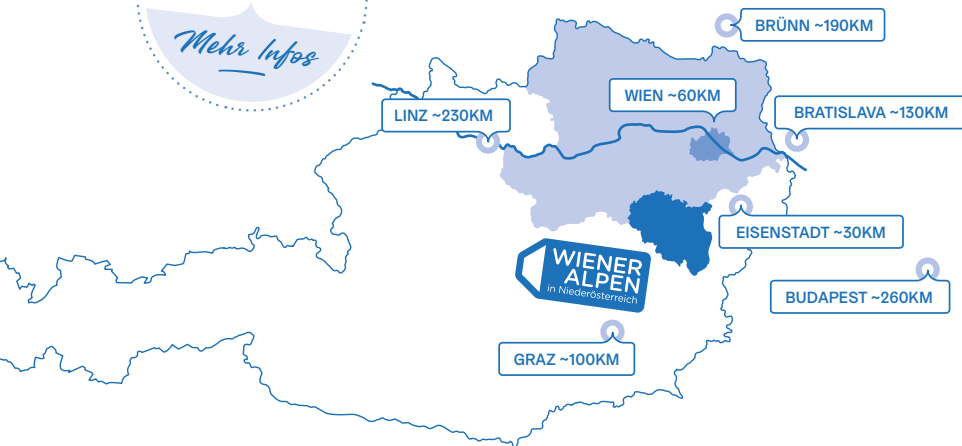 Mehr Infos
BRÜNN ~190KM
WIEN ~60KM
LINZ ~230KM
BRATISLAVA ~130KM
EISENSTADT ~30KM
WIENER
ALPEN
in Niederösterreich
BUDAPEST ~260KM
GRAZ ~100KM